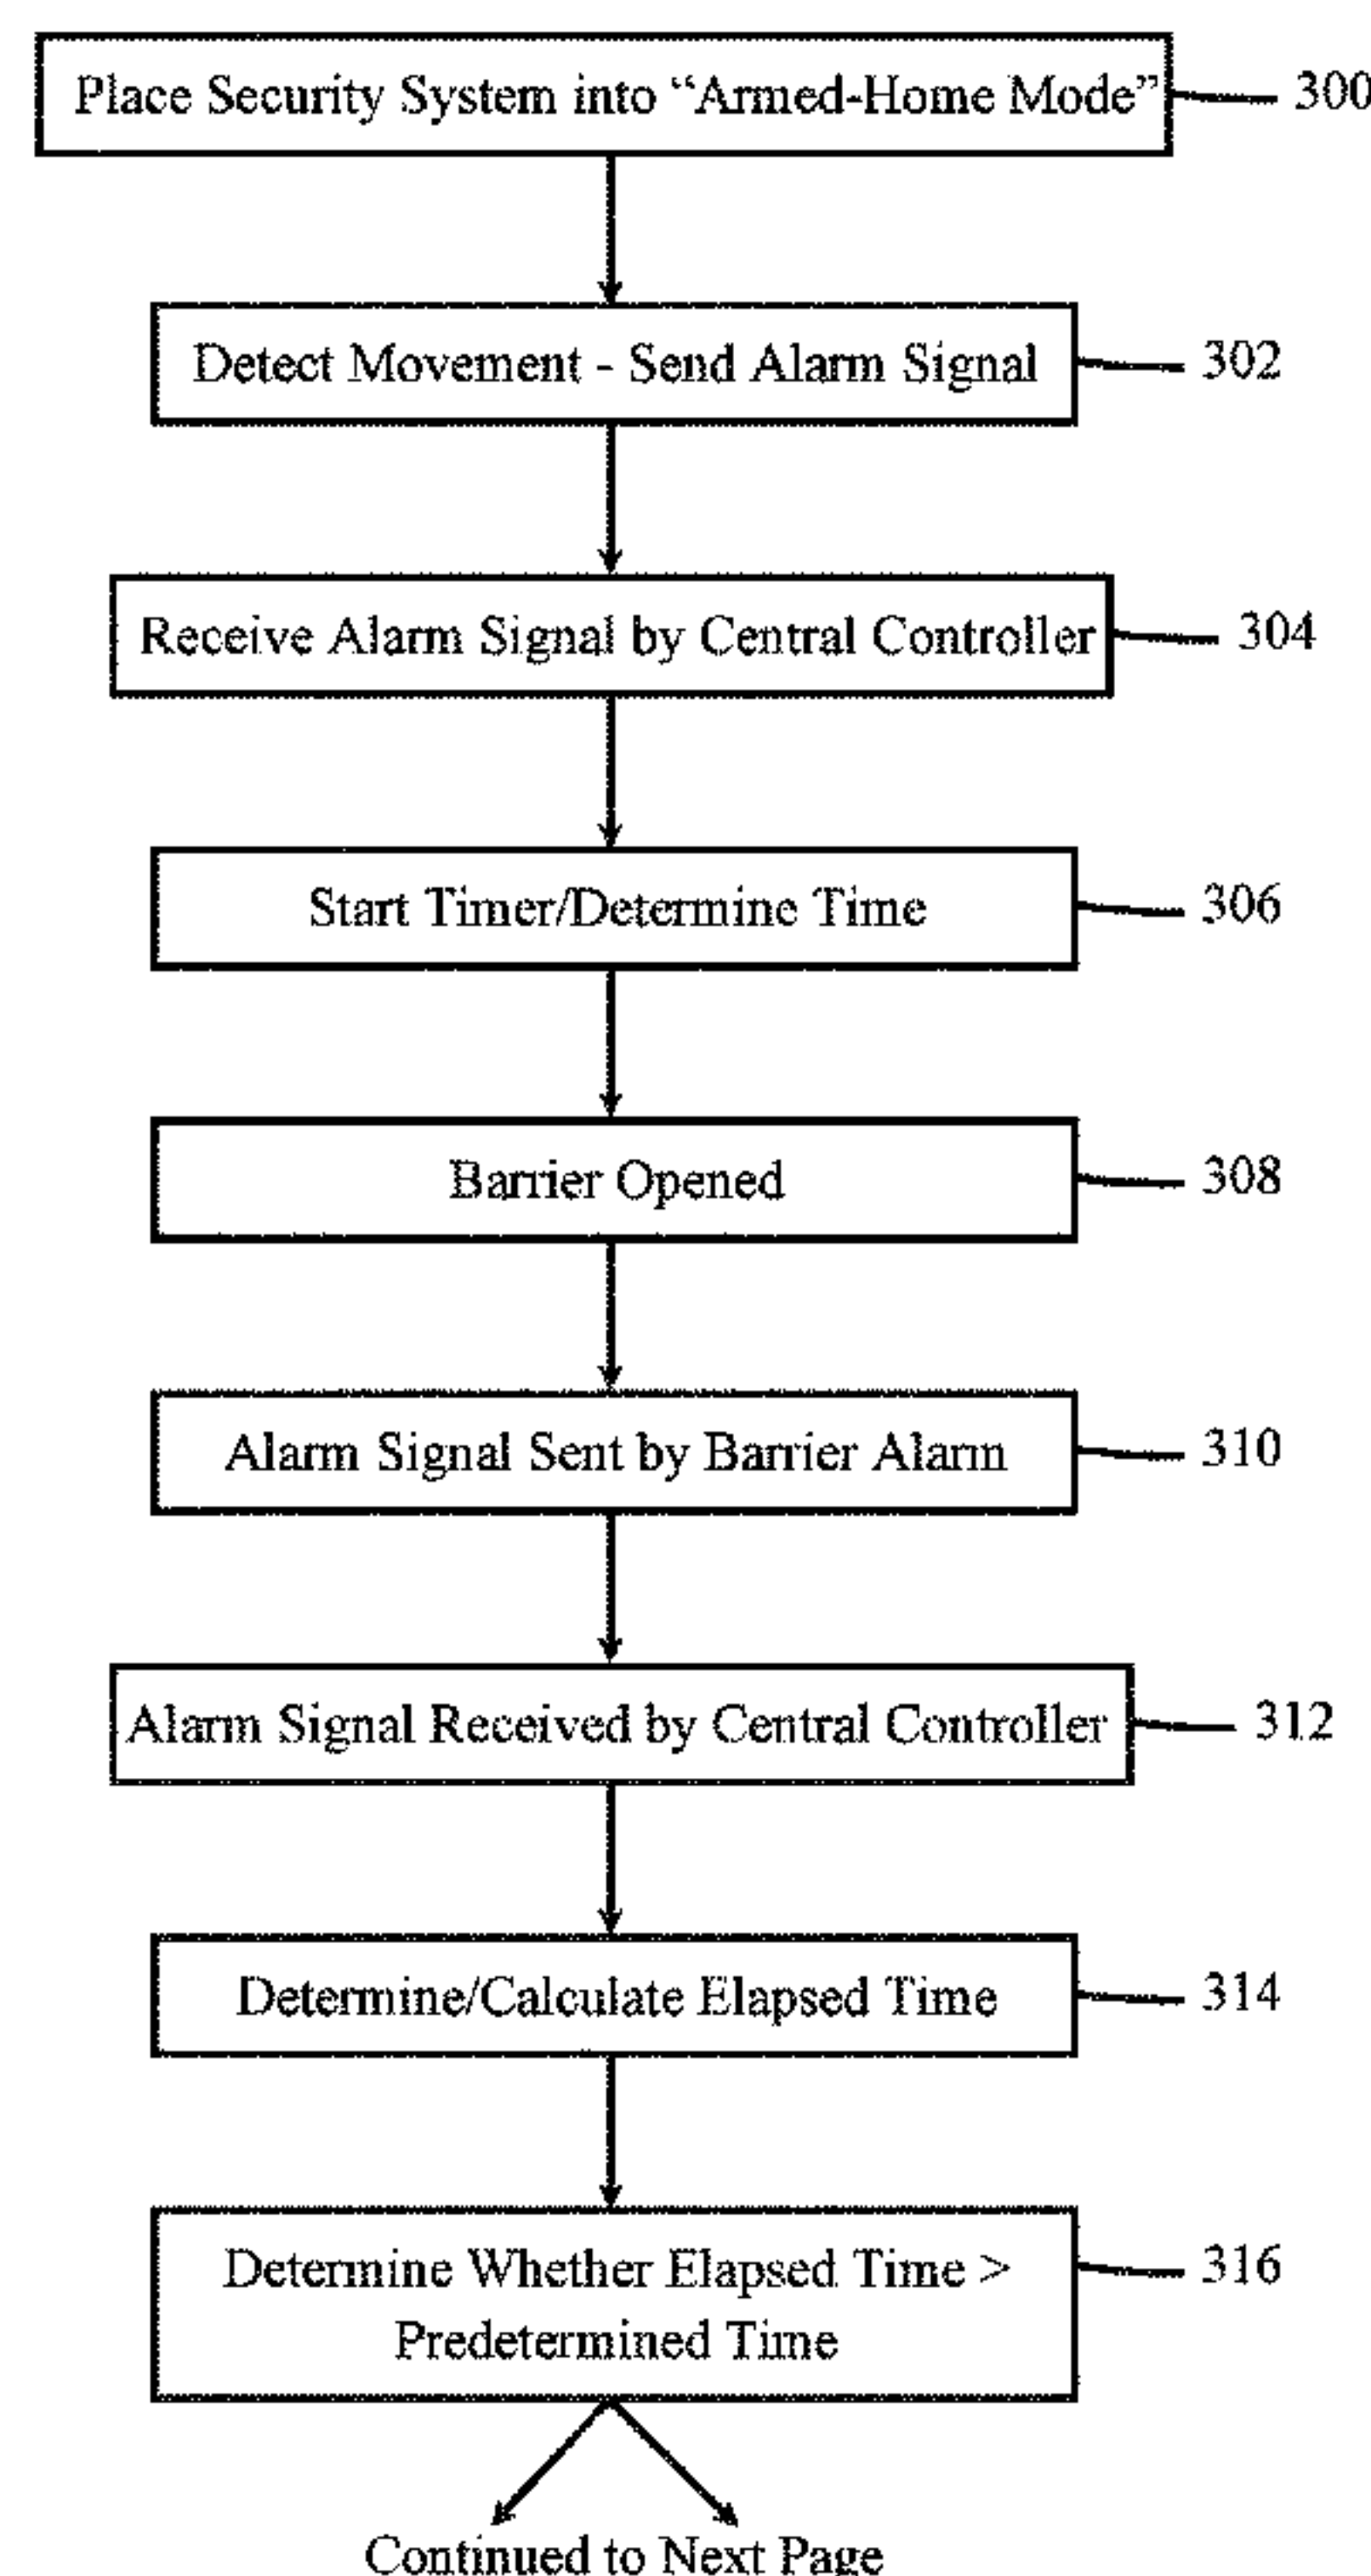 Place Security System into “Armed-Home Mode” 300
Detect Movement - Send Alarm Signal 302
Receive Alarm Signal by Central Controller 304
Start Timer/Determine Time 306
Barrier Opened 308
Alarm Signal Sent by Barrier Alarm 310
Alarm Signal Received by Central Controller 312
Determine/Calculate Elapsed Time 314
Determine Whether Elapsed Time > 316
Predetermined Time
Continued to Next Page